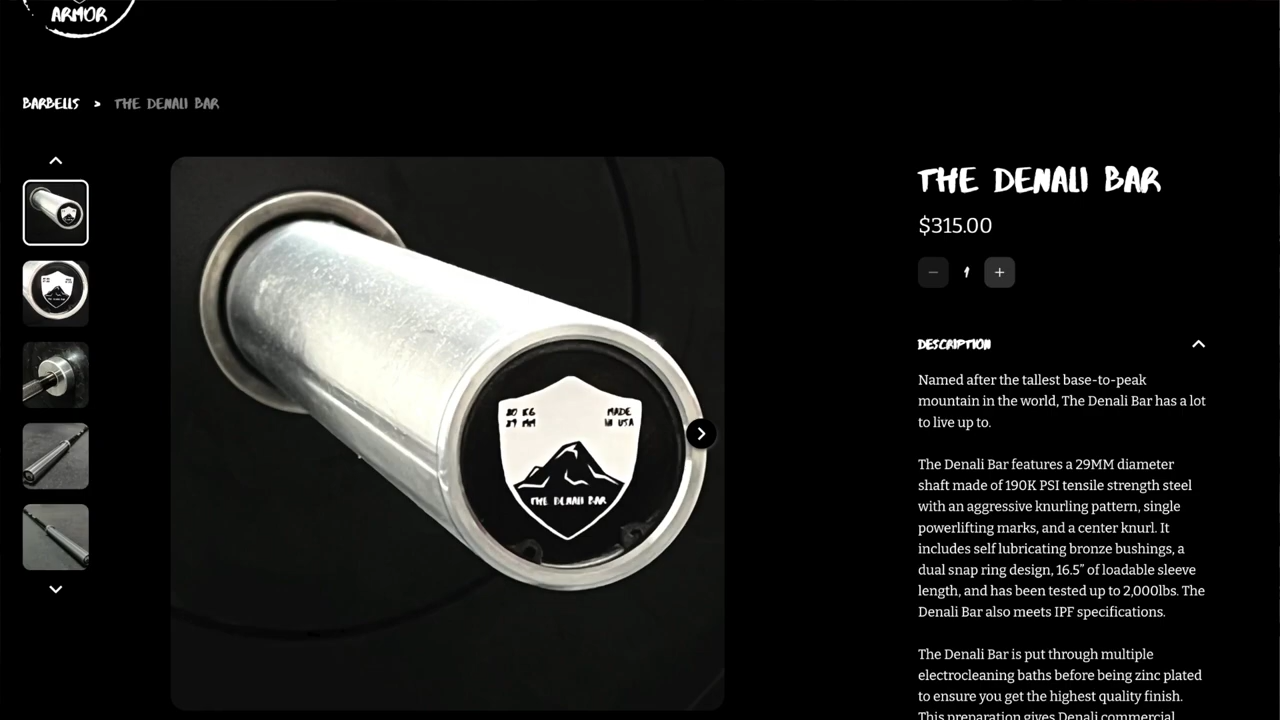 ARMOR
BARBELLS > THE DENALI BAR
THE DENALI BAR
$315.00
1
DESCRIPTION
Named after the tallest base-to-peak
mountain in the world, The Denali Bar has a lot
to live up to.
The Denali Bar features a 29MM diameter
shaft made of 190K PSI tensile strength steel
with an aggressive knurling pattern, single
powerlifting marks, and a center knurl. It
includes self lubricating bronze bushings, a
dual snap ring design, 16.5” of loadable sleeve
length, and has been tested up to 2,000lbs. The
Denali Bar also meets IPF specifications.
The Denali Bar is put through multiple
electrocleaning baths before being zinc plated
to ensure you get the highest quality finish.
This preparation gives Denali commercial
20 KG
29 MM
MADE
IN USA
THE DENALI BAR